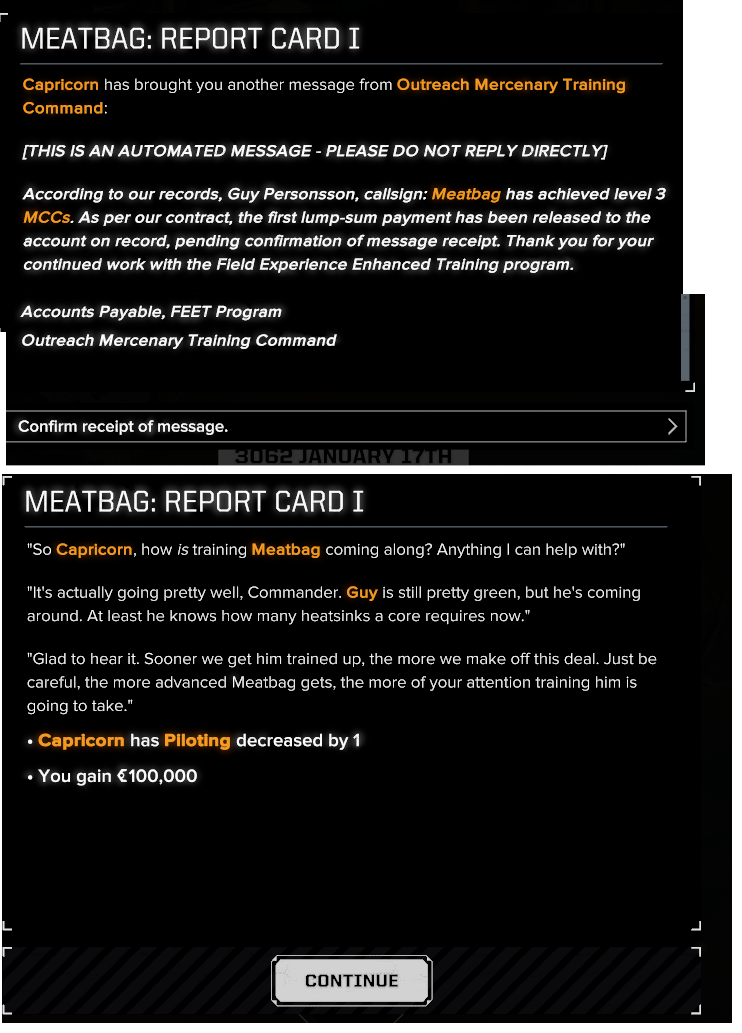 MEATBAG: REPORT CARD I
Capricorn has brought you another message from Outreach Mercenary Training
Command:
[THIS IS AN AUTOMATED MESSAGE - PLEASE DO NOT REPLY DIRECTLY]
According to our records, Guy Personsson, callsign: Meatbag has achieved level 3
MCCs. As per our contract, the first lump-sum payment has been released to the
account on record, pending confirmation of message receipt. Thank you for your
continued work with the Field Experience Enhanced Training program.
Accounts Payable, FEET Program
Outreach Mercenary Training Command
Confirm receipt of message.
3062 JANUARY 17TH
MEATBAG: REPORT CARD I
"So Capricorn, how is training Meatbag coming along? Anything I can help with?"
"It's actually going pretty well, Commander. Guy is still pretty green, but he's coming
around. At least he knows how many heatsinks a core requires now."
"Glad to hear it. Sooner we get him trained up, the more we make off this deal. Just be
careful, the more advanced Meatbag gets, the more of your attention training him is
going to take."
• Capricorn has Piloting decreased by 1
• You gain ₢100,000
CONTINUE